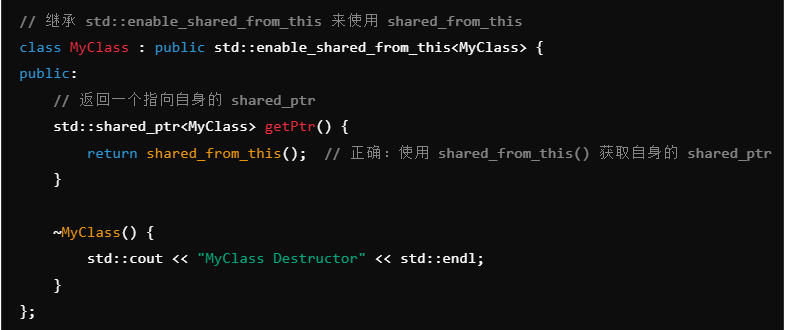 // 继承 std::enable_shared_from_this 来使用 shared_from_this
class MyClass : public std::enable_shared_from_this<MyClass> {
public:
    // 返回一个指向自身的 shared_ptr
    std::shared_ptr<MyClass> getPtr() {
        return shared_from_this();  // 正确：使用 shared_from_this() 获取自身的 shared_ptr
    }

    ~MyClass() {
        std::cout << "MyClass Destructor" << std::endl;
    }
};